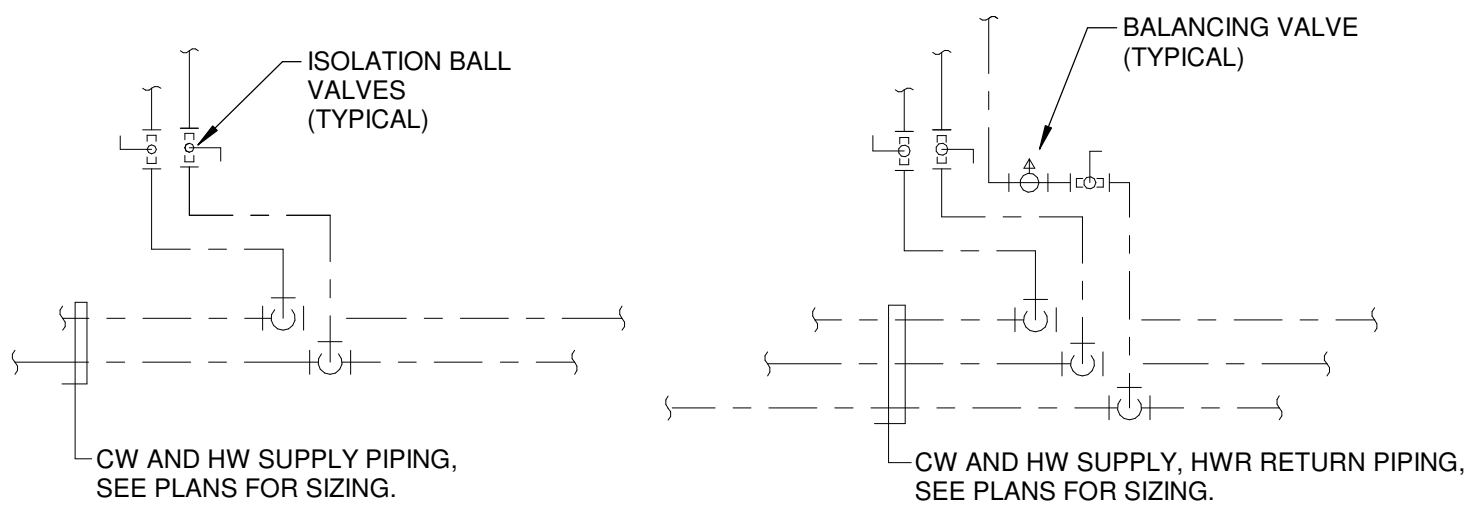 ISOLATION BALL
VALVES
(TYPICAL)
CW AND HW SUPPLY PIPING,
SEE PLANS FOR SIZING.
BALANCING VALVE
(TYPICAL)
CW AND HW SUPPLY, HWR RETURN PIPING,
SEE PLANS FOR SIZING.